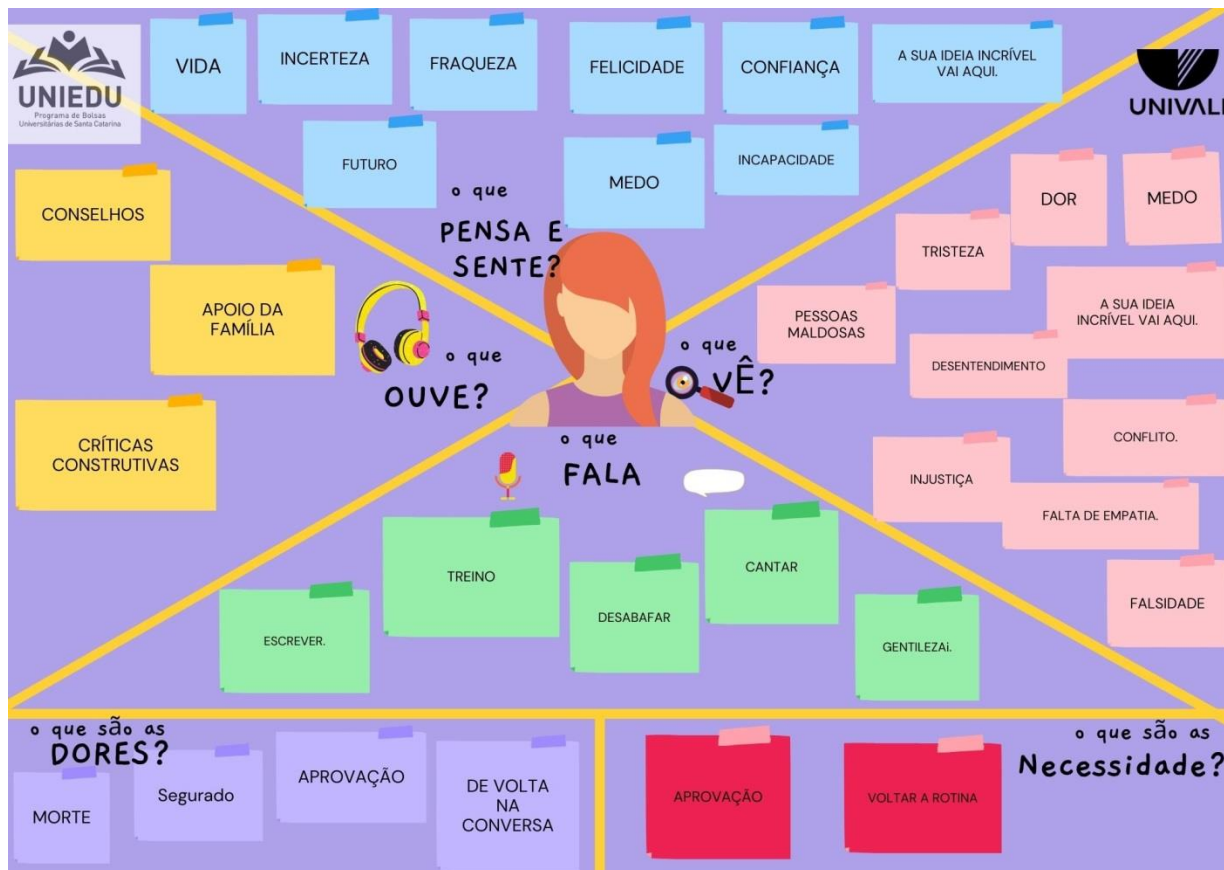 UNIEDU
Programa de Bolsas
Universitárias de Santa Catarina
VIDA
INCERTEZA
FRAQUEZA
FELICIDADE
CONFIANÇA
A SUA IDEIA INCRÍVEL
VAI AQUI.
UNIVALI
FUTURO
MEDO
INCAPACIDADE
o que
PENSA E
SENTE?
CONSELHOS
APOIO DA
FAMÍLIA
CRÍTICAS
CONSTRUTIVAS
o que
OUVE?
o que
VÊ?
DOR
MEDO
TRISTEZA
PESSOAS
MALDOSAS
A SUA IDEIA
INCRÍVEL VAI AQUI.
DESENTENDIMENTO
CONFLITO.
INJUSTIÇA
FALTA DE EMPATIA.
FALSIDADE
o que
FALA
TREINO
CANTAR
DESABAFAR
ESCREVER.
GENTILEZAi.
o que são as
DORES?
MORTE
Segurado
APROVAÇÃO
DE VOLTA
NA
CONVERSA
o que são as
Necessidade?
APROVAÇÃO
VOLTAR A ROTINA